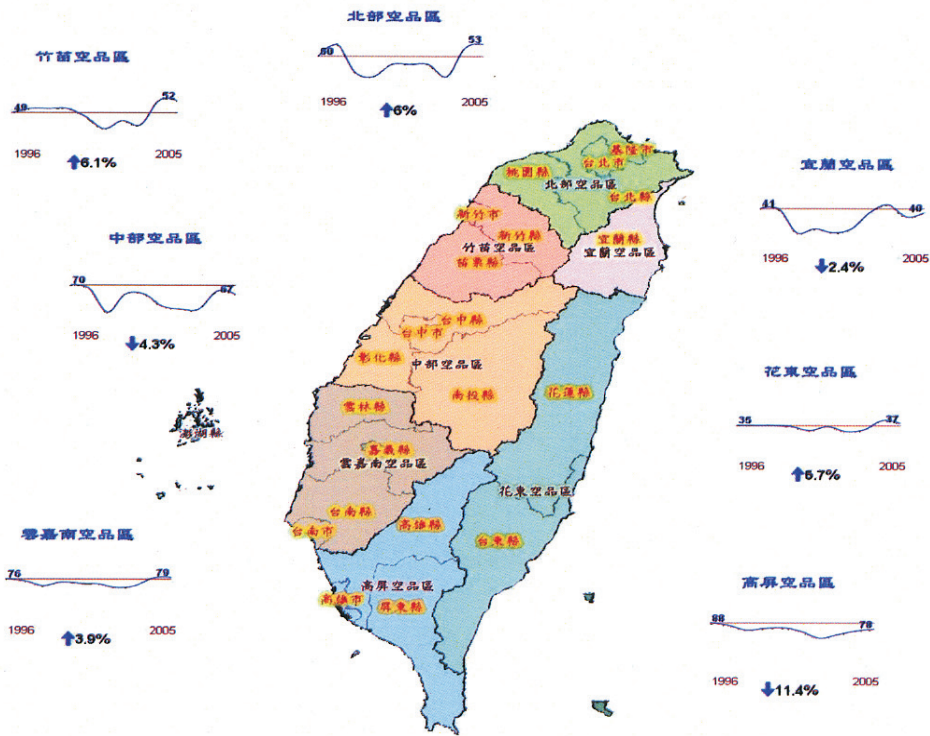 北部空品區
50
53
1996
2005
6%
竹苗空品區
49
52
1996
2005
6.1%
中部空品區
70
67
1996
2005
4.3%
宜蘭空品區
41
40
1996
2005
2.4%
花東空品區
35
37
1996
2005
5.7%
雲嘉南空品區
76
79
1996
2005
3.9%
高屏空品區
88
78
1996
2005
11.4%
基隆市
台北市
桃園縣
北部空品區
台北縣
新竹市
新竹縣
竹苗空品區
苗栗縣
宜蘭縣
宜蘭空品區
台中縣
台中市
彰化縣
中部空品區
南投縣
花蓮縣
雲林縣
澎湖縣
嘉義縣
雲嘉南空品區
花東空品區
台南縣
台南市
高雄縣
台東縣
高屏空品區
高雄市
屏東縣